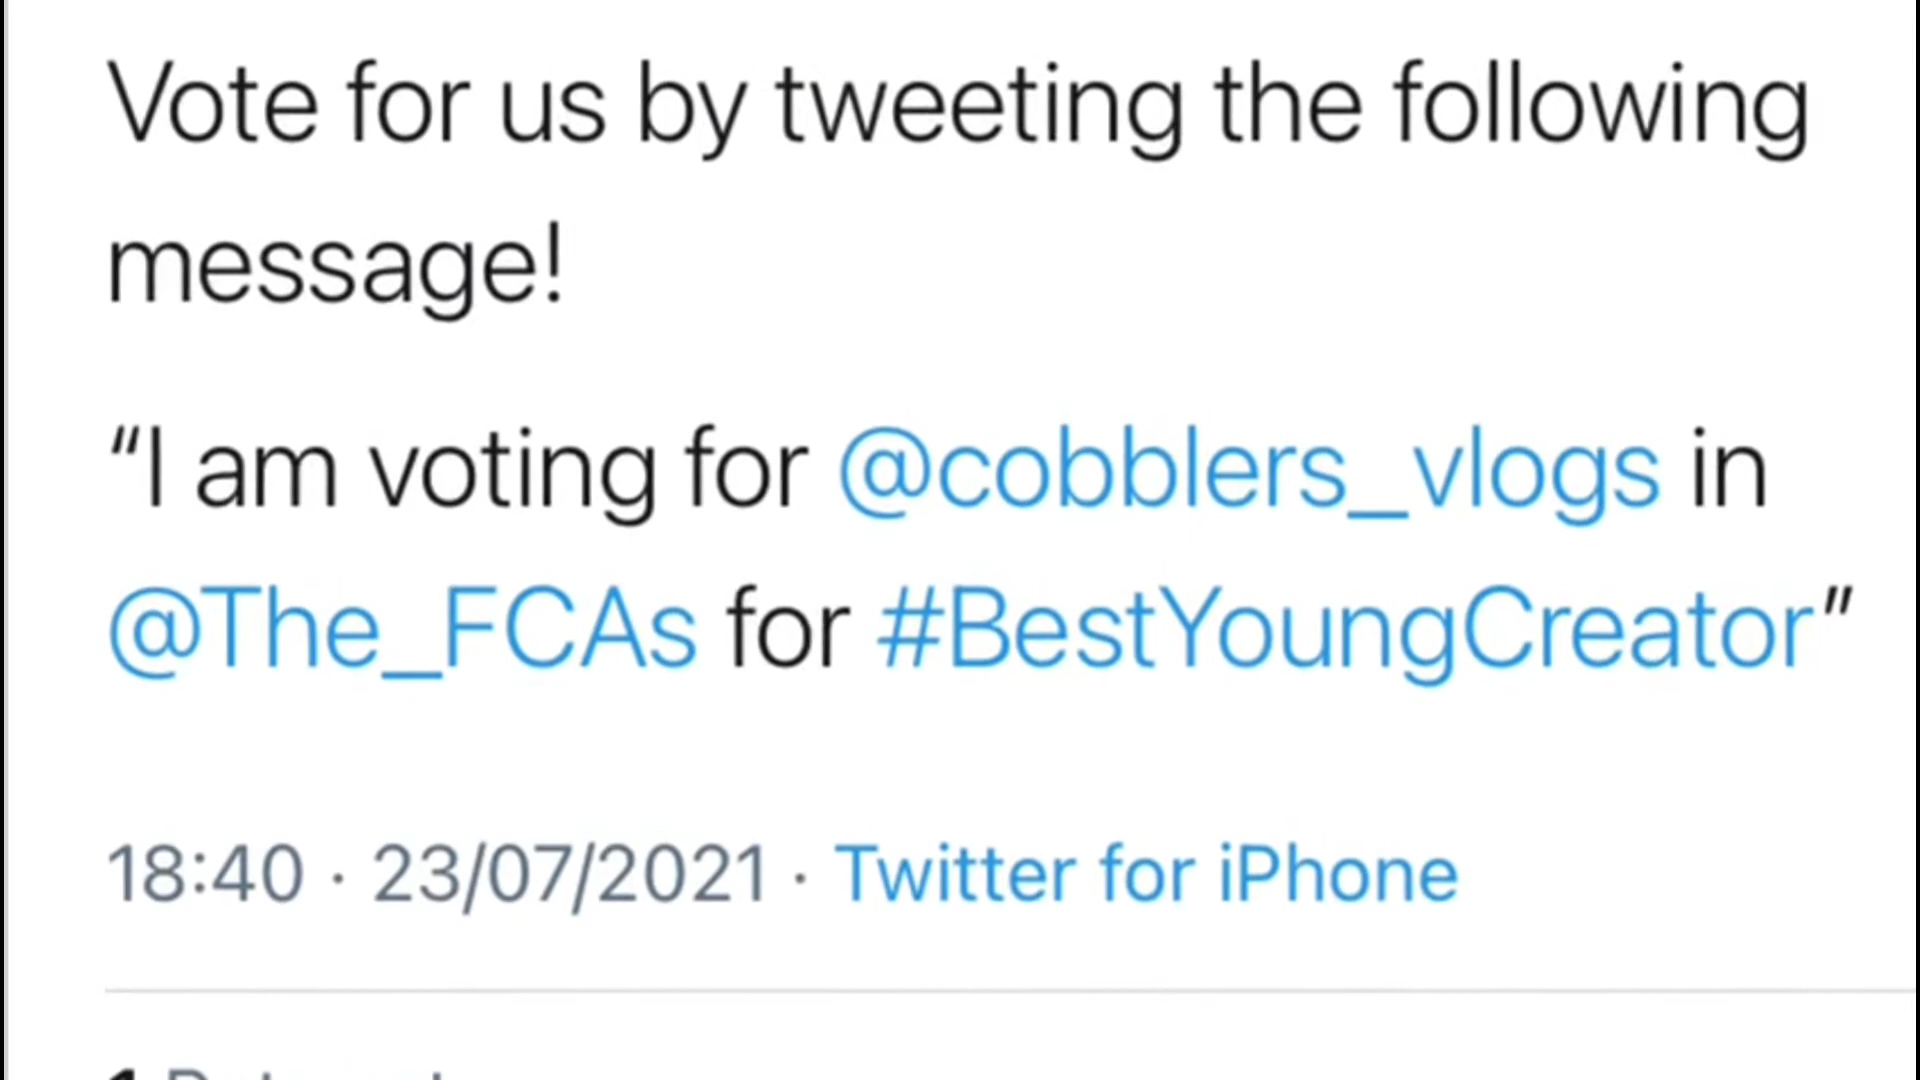 Vote for us by tweeting the following
message!
“I am voting for @cobblers_vlogs in
@The_FCAs for #BestYoungCreator”
18:40 · 23/07/2021 · Twitter for iPhone